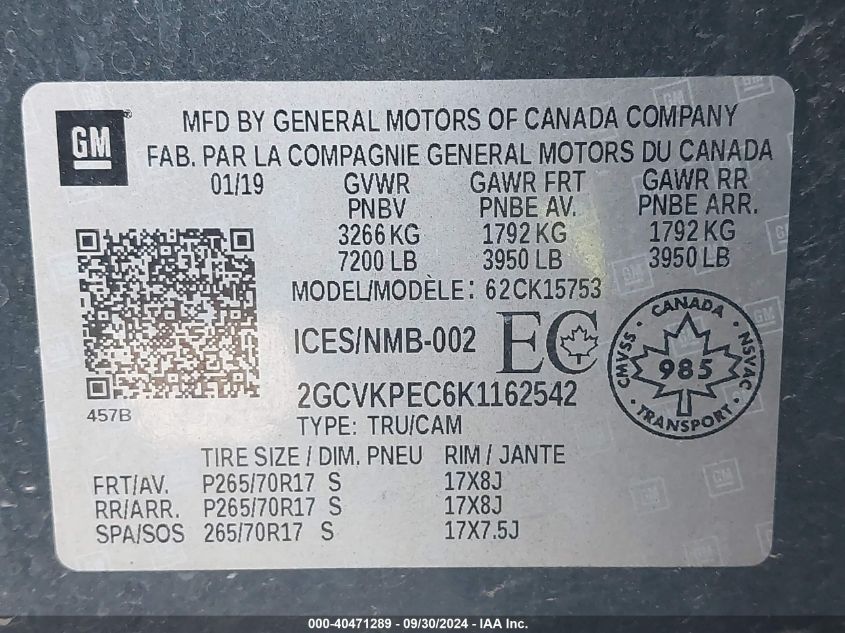 GM
MFD BY GENERAL MOTORS OF CANADA COMPANY
FAB. PAR LA COMPAGNIE GENERAL MOTORS DU CANADA
01/19 GVWR GAWR FRT GAWR RR
PNBV PNBE AV. PNBE ARR.
3266 KG 1792 KG 1792 KG
7200 LB 3950 LB 3950 LB
MODEL/MODÈLE: 62CK15753
ICES/NMB-002 EC
CANADA
CMVSS 985 NSVAC
TRANSPORT
2GCVKPEC6K1162542
457B
TYPE: TRU/CAM
TIRE SIZE / DIM. PNEU RIM / JANTE
FRT/AV. P265/70R17 S 17X8J
RR/ARR. P265/70R17 S 17X8J
SPA/SOS 265/70R17 S 17X7.5J
000-40471289 - 09/30/2024 - IAA Inc.